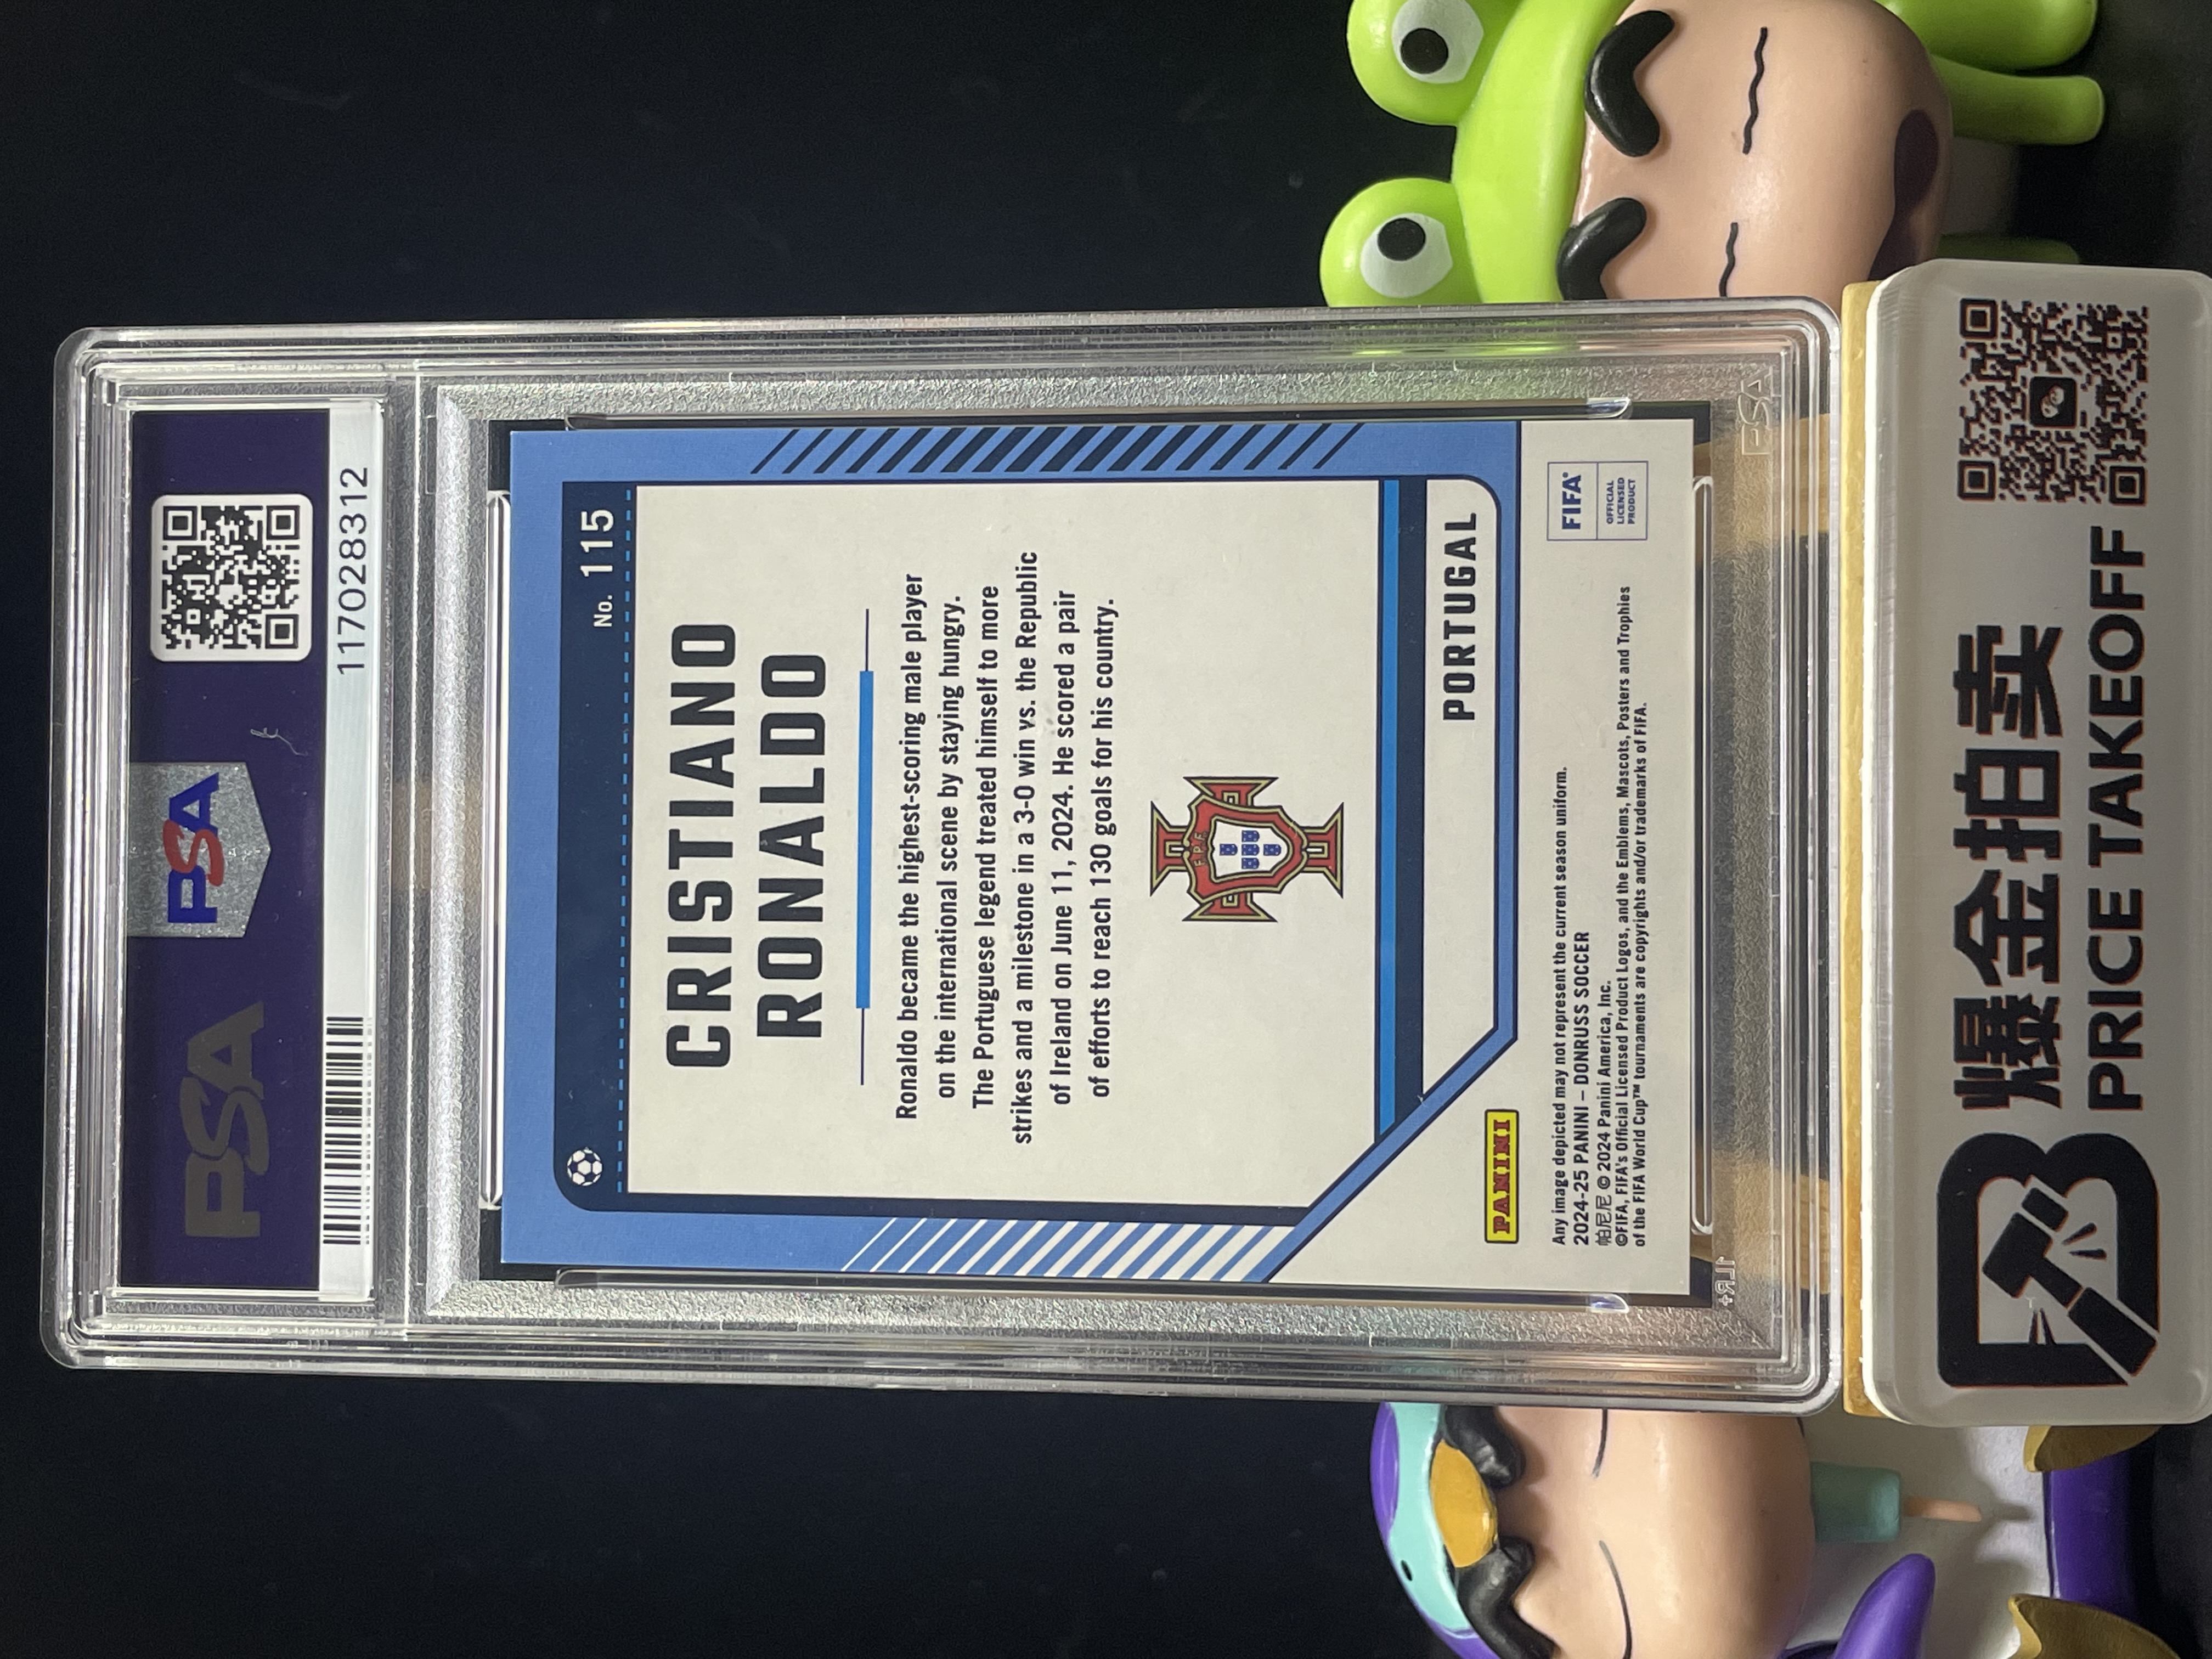 PSA
PSA
117028312
No. 115
CRISTIANO
RONALDO
Ronaldo became the highest-scoring male player
on the international scene by staying hungry.
The Portuguese legend treated himself to more
strikes and a milestone in a 3-0 win vs. the Republic
of Ireland on June 11, 2024. He scored a pair
of efforts to reach 130 goals for his country.
FPF
PORTUGAL
PANINI
FIFA®
OFFICIAL
LICENSED
PRODUCT
Any image depicted may not represent the current season uniform.
2024-25 PANINI – DONRUSS SOCCER
帕尼尼 © 2024 Panini America, Inc.
©FIFA, FIFA's Official Licensed Product Logos, and the Emblems, Mascots, Posters and Trophies
of the FIFA World Cup™ tournaments are copyrights and/or trademarks of FIFA.
PSA
爆金拍卖
PRICE TAKEOFF